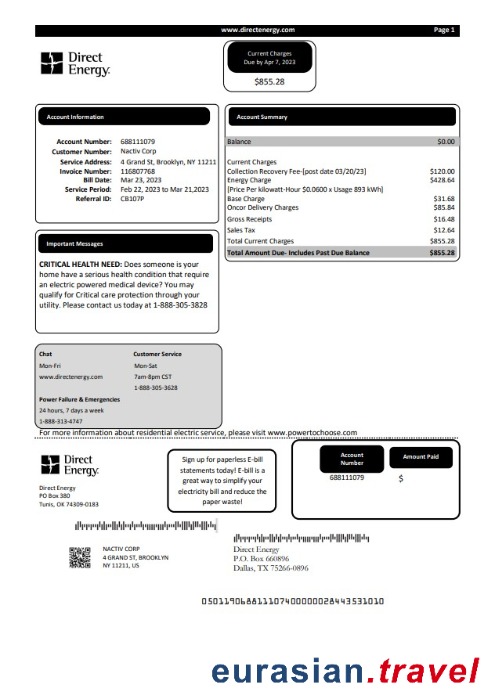 www.directenergy.com Page 1
Direct
Energy.
Current Charges
Due by Apr 7, 2023
$855.28
Account Information
Account Number: 688111079
Customer Number: Nactiv Corp
Service Address: 4 Grand St, Brooklyn, NY 11211
Invoice Number: 116807768
Bill Date: Mar 23, 2023
Service Period: Feb 22, 2023 to Mar 21,2023
Referral ID: CB107P
Account Summary
Balance $0.00
Current Charges
Collection Recovery Fee-(post date 03/20/23) $120.00
Energy Charge $428.64
(Price Per kilowatt-Hour $0.0600 x Usage 893 kWh)
Base Charge $31.68
Oncor Delivery Charges $85.84
Gross Receipts $16.48
Sales Tax $12.64
Total Current Charges $855.28
Total Amount Due- Includes Past Due Balance $855.28
Important Messages
CRITICAL HEALTH NEED: Does someone is your
home have a serious health condition that require
an electric powered medical device? You may
qualify for Critical care protection through your
utility. Please contact us today at 1-888-305-3828
Chat Customer Service
Mon-Fri Mon-Sat
www.directenergy.com 7am-8pm CST
1-888-305-3628
Power Failure & Emergencies
24 hours, 7 days a week
1-888-313-4747
For more information about residential electric service, please visit www.powertochoose.com
Direct
Energy.
Direct Energy
PO Box 380
Tunis, OK 74309-0183
Sign up for paperless E-bill
statements today! E-bill is a
great way to simplify your
electricity bill and reduce the
paper waste!
Account
Number
Amount Paid
688111079 $
NACTIV CORP
4 GRAND ST, BROOKLYN
NY 11211, US
Direct Energy
P.O. Box 660896
Dallas, TX 75266-0896
0501190688111074000000028443531010
eurasian.travel